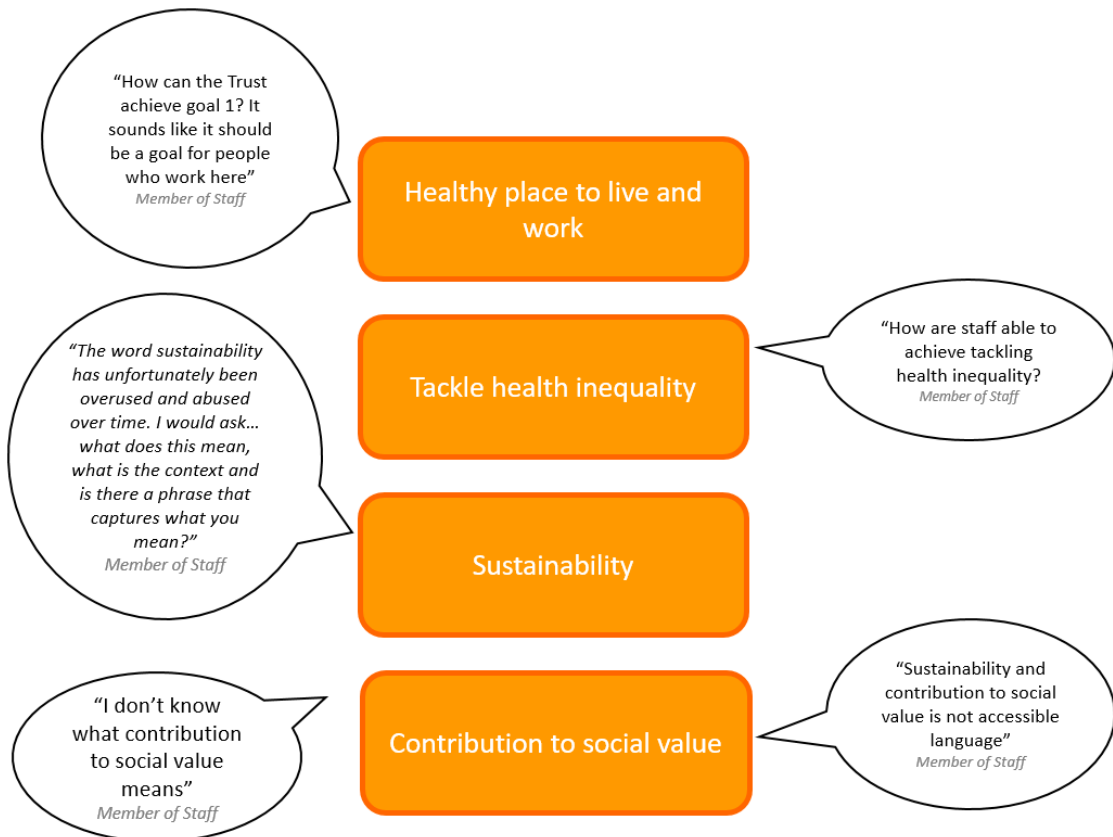 “How can the Trust
achieve goal 1? It
sounds like it should
be a goal for people
who work here”
Member of Staff
Healthy place to live and
work
“How are staff able to
achieve tackling
health inequality?
Member of Staff
Tackle health inequality
“The word sustainability
has unfortunately been
overused and abused
over time. I would ask…
what does this mean,
what is the context and
is there a phrase that
captures what you
mean?”
Member of Staff
Sustainability
“I don’t know
what contribution
to social value
means”
Member of Staff
Contribution to social value
“Sustainability and
contribution to social
value is not accessible
language”
Member of Staff